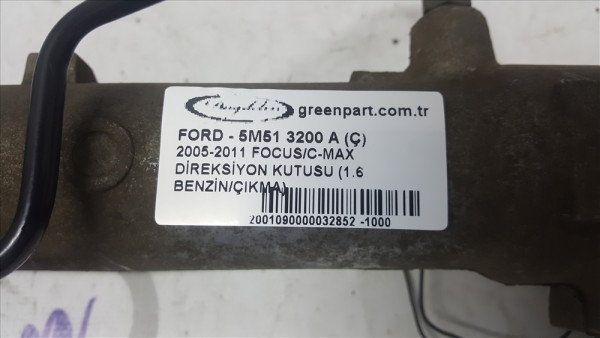 greenpart.com.tr
FORD - 5M51 3200 A (Ç)
2005-2011 FOCUS/C-MAX
DİREKSİYON KUTUSU (1.6
BENZİN/ÇIKMA)
2001090000032852 -1000